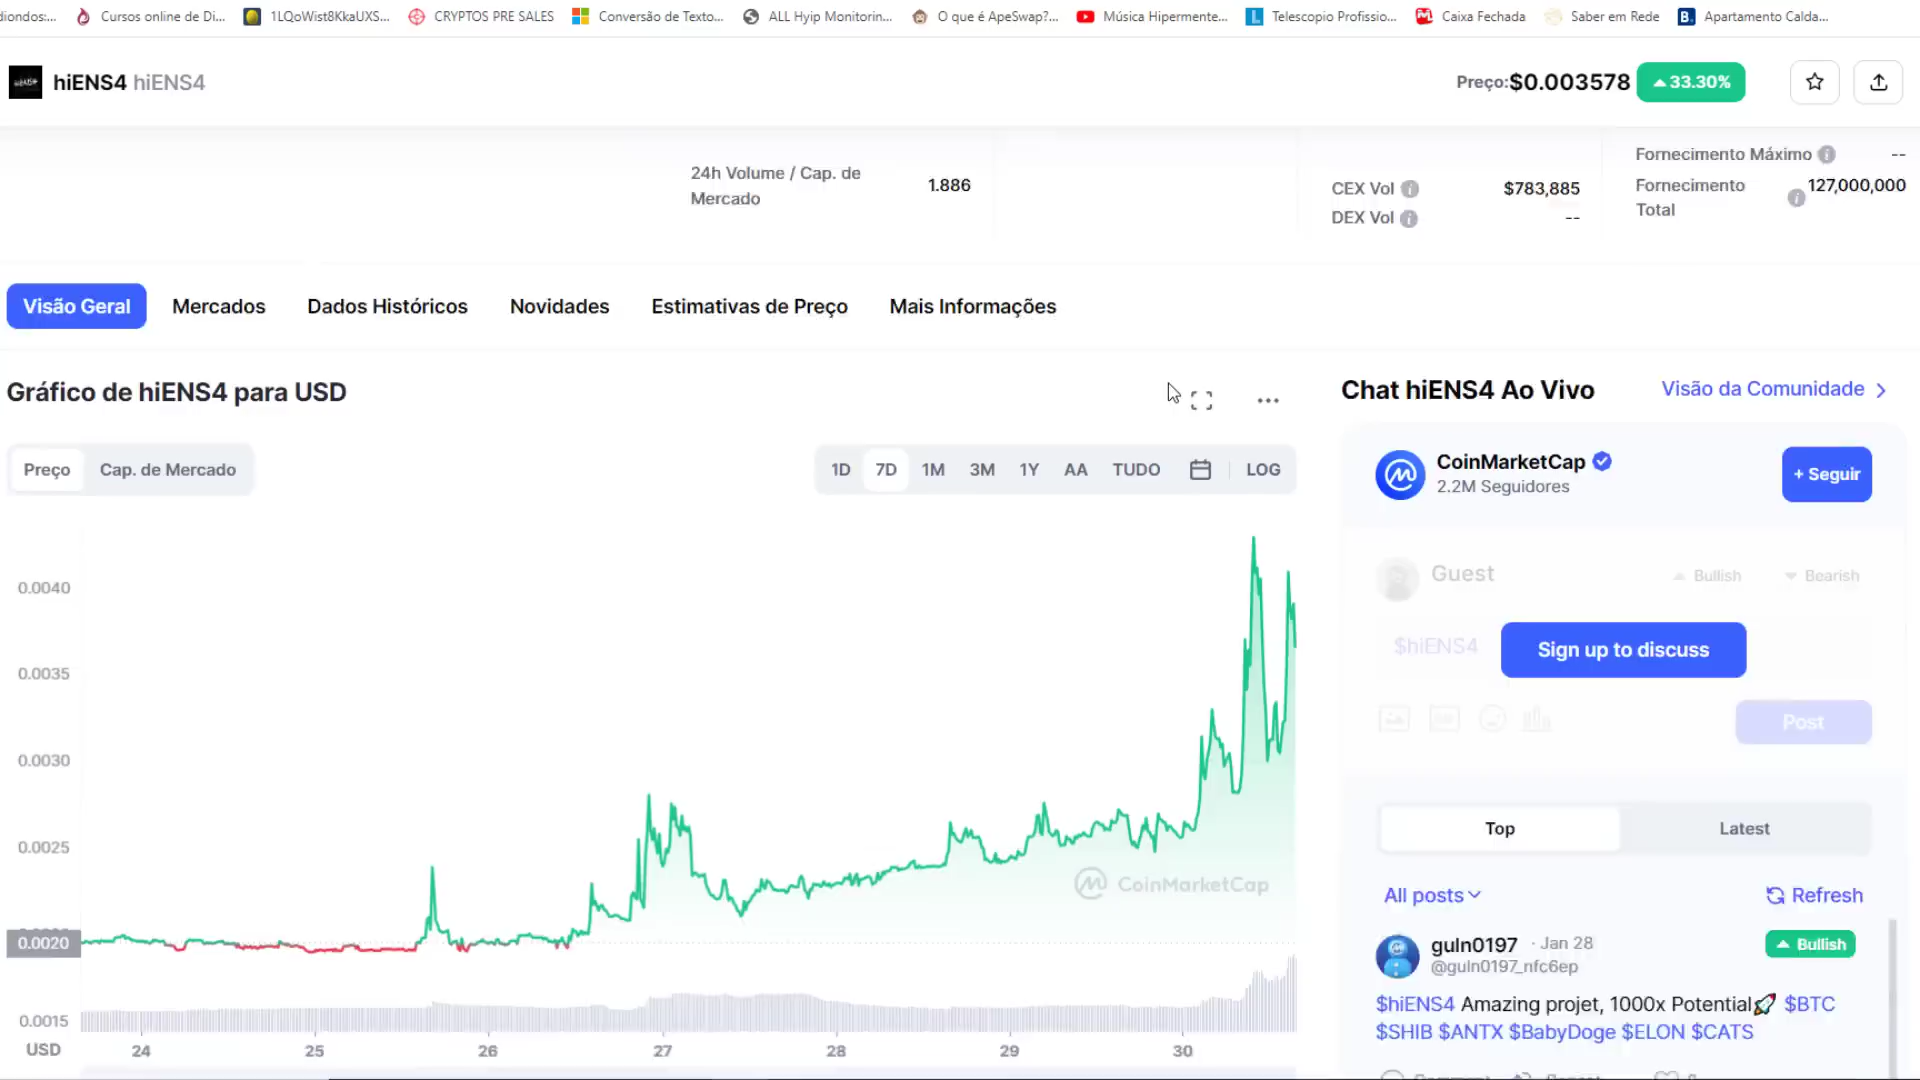 diondos:...
Cursos online de Di...
1LQoWist8KkaUXS...
CRYPTOS PRE SALES
Conversão de Texto...
ALL Hyip Monitorin...
O que é ApeSwap?...
Música Hipermente...
Telescopio Profissio...
Caixa Fechada
Saber em Rede
Apartamento Calda...
hiENS4 hiENS4
Preço:$0.003578 33.30%
24h Volume / Cap. de
Mercado
1.886
CEX Vol $783,885
DEX Vol --
Fornecimento Máximo --
Fornecimento
Total
127,000,000
Visão Geral Mercados Dados Históricos Novidades Estimativas de Preço Mais Informações
Gráfico de hiENS4 para USD
Preço Cap. de Mercado
1D 7D 1M 3M 1Y AA TUDO LOG
0.0040
0.0035
0.0030
0.0025
0.0020
0.0015
CoinMarketCap
USD 24 25 26 27 28 29 30
Chat hiENS4 Ao Vivo
Visão da Comunidade
CoinMarketCap
2.2M Seguidores
+ Seguir
Guest
Bullish Bearish
$hiENS4
Sign up to discuss
Post
Top Latest
All posts
Refresh
guln0197 · Jan 28
@guln0197_nfc6ep
Bullish
$hiENS4 Amazing projet, 1000x Potential🚀 $BTC
$SHIB $ANTX $BabyDoge $ELON $CATS